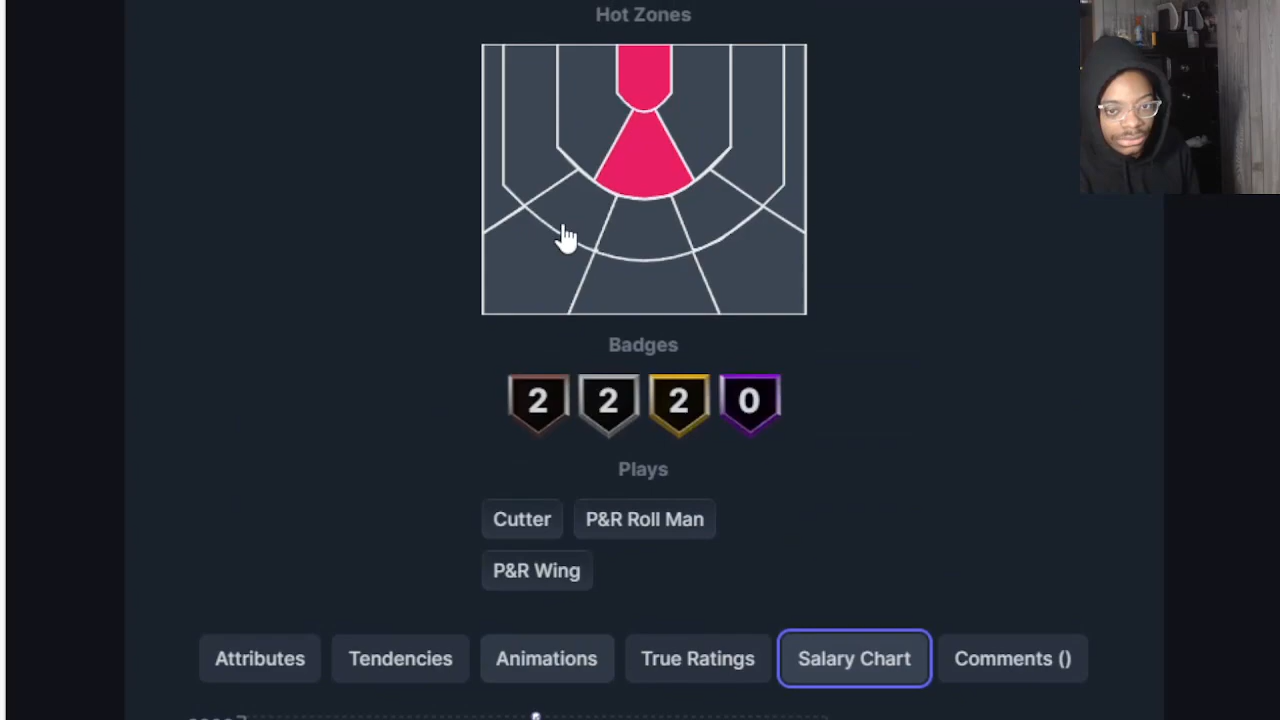 Hot Zones
Badges
2 2 2 0
Plays
Cutter P&R Roll Man
P&R Wing
Attributes Tendencies Animations True Ratings Salary Chart Comments ()